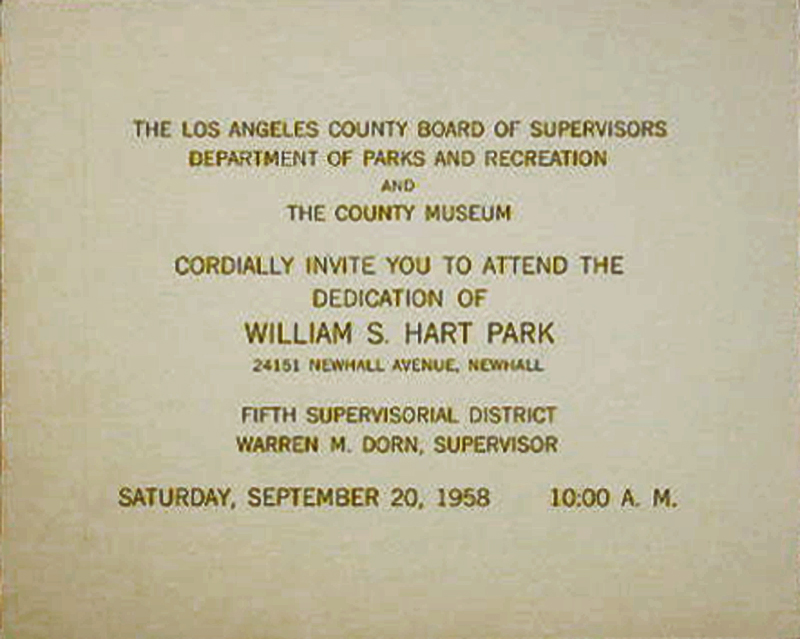 THE LOS ANGELES COUNTY BOARD OF SUPERVISORS
DEPARTMENT OF PARKS AND RECREATION
AND
THE COUNTY MUSEUM
CORDIALLY INVITE YOU TO ATTEND THE
DEDICATION OF
WILLIAM S. HART PARK
24151 NEWHALL AVENUE, NEWHALL
FIFTH SUPERVISORIAL DISTRICT
WARREN M. DORN, SUPERVISOR
SATURDAY, SEPTEMBER 20, 1958 10:00 A. M.